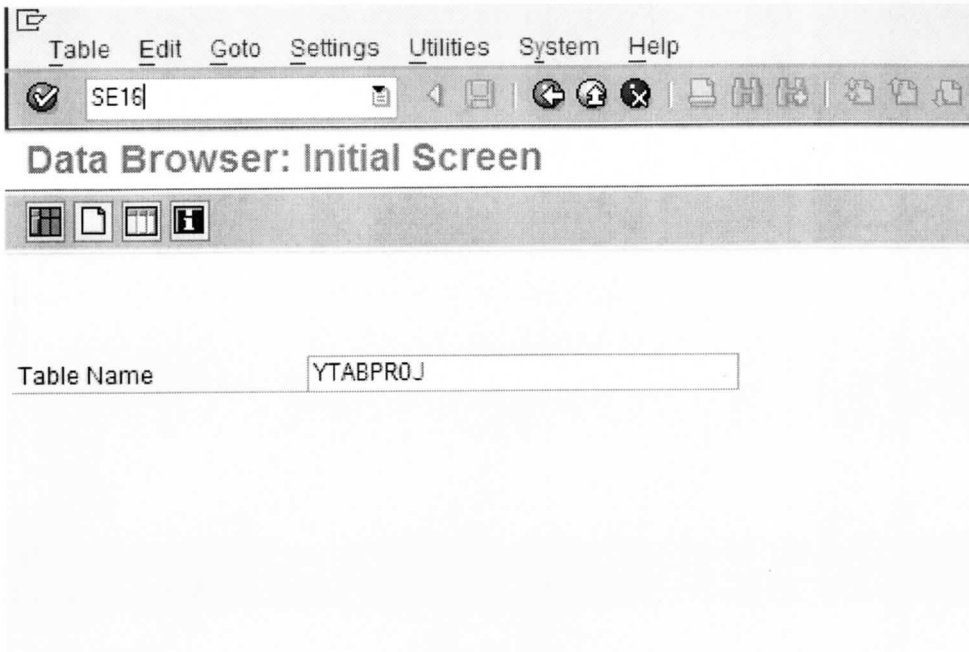 Table Edit Goto Settings Utilities System Help
SE16
Data Browser: Initial Screen
Table Name YTABPROJ